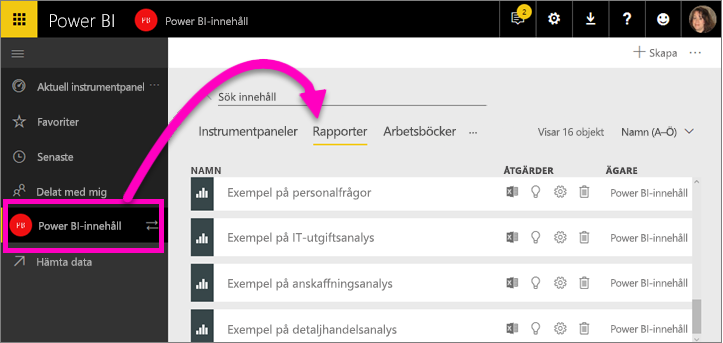 Power BI PB Power BI-innehåll 2 ?
Skapa ...
Aktuell instrumentpanel ...
Favoriter
Senaste
Delat med mig
PB Power BI-innehåll
Hämta data
Sök innehåll
Instrumentpaneler Rapporter Arbetsböcker ... Visar 16 objekt Namn (A–Ö)
NAMN ÅTGÄRDER ÄGARE
Exempel på personalfrågor Power BI-innehåll
Exempel på IT-utgiftsanalys Power BI-innehåll
Exempel på anskaffningsanalys Power BI-innehåll
Exempel på detaljhandelsanalys Power BI-innehåll